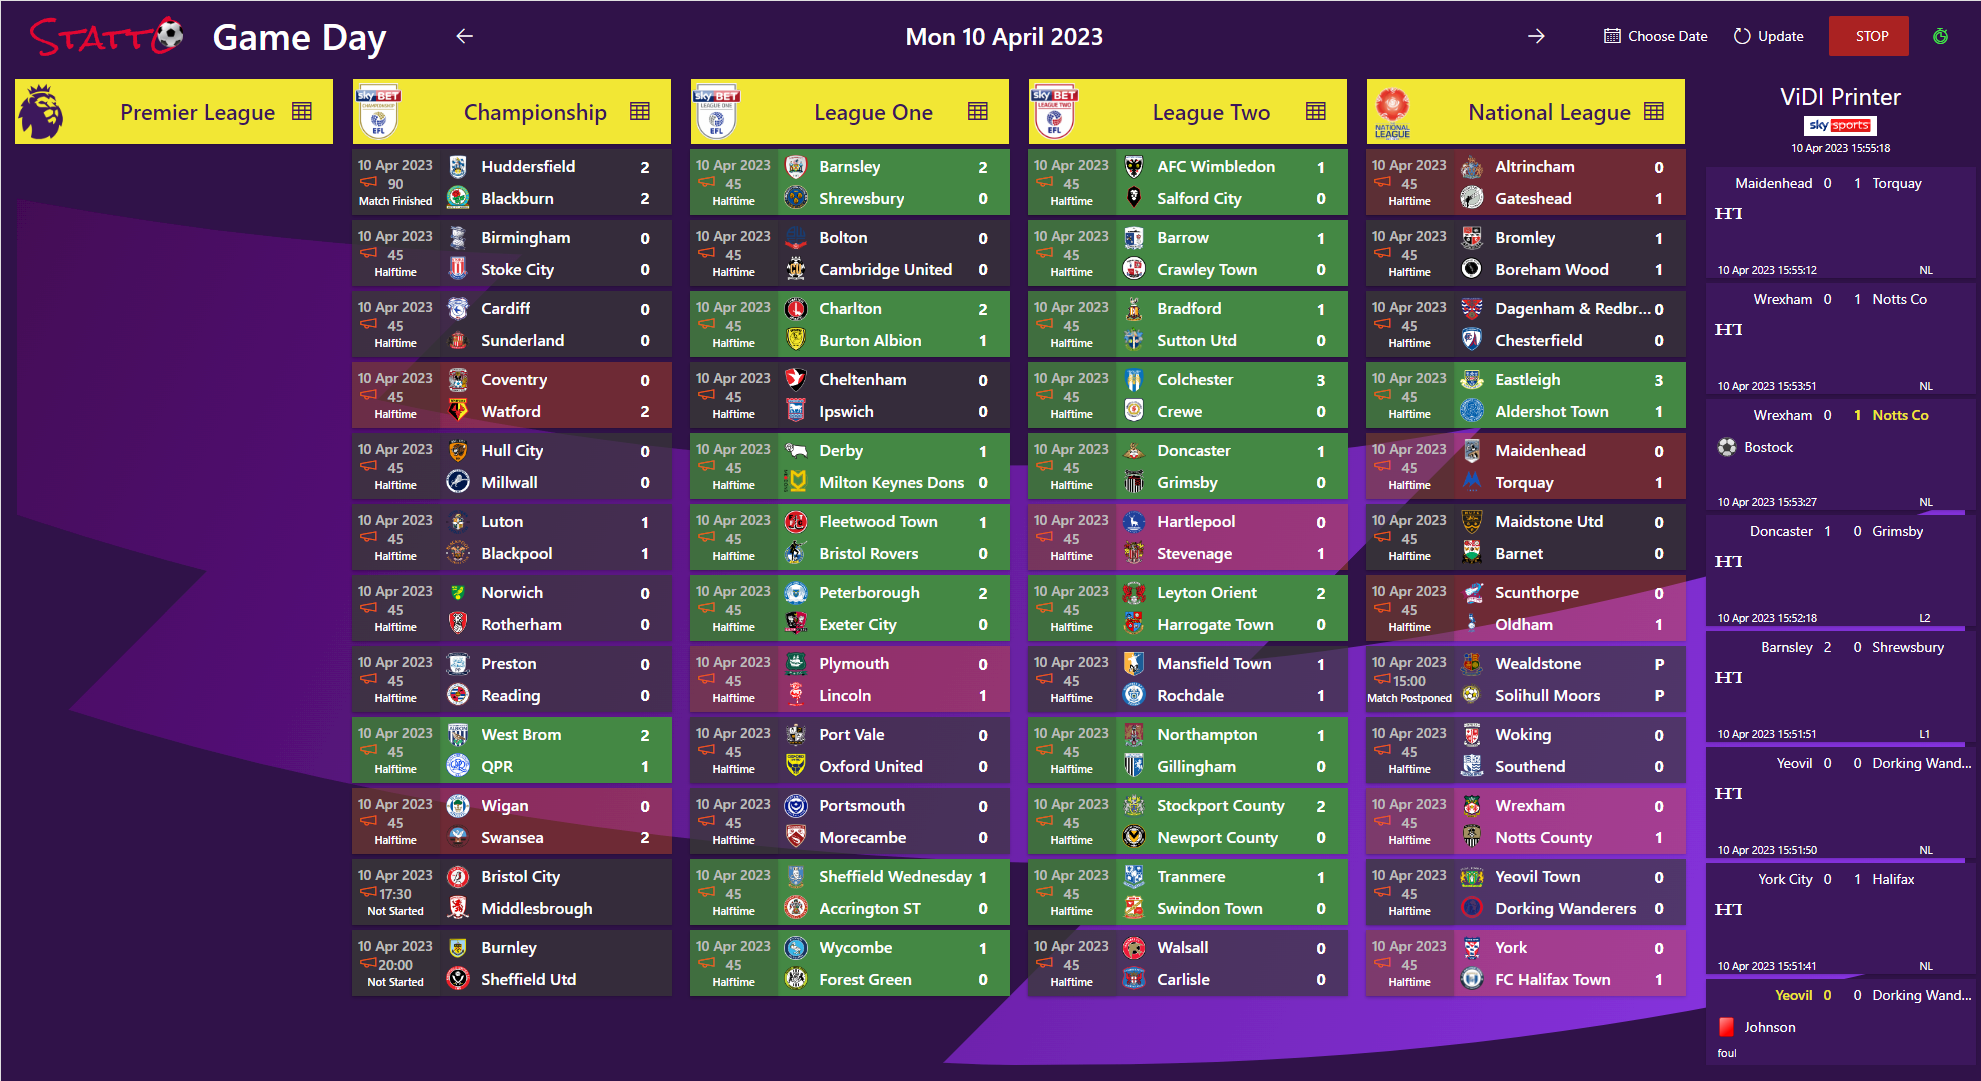 STATTO
Game Day
Mon 10 April 2023
Choose Date
Update
STOP
Premier League
Championship
10 Apr 2023
90
Match Finished
Huddersfield 2
Blackburn 2
10 Apr 2023
45
Halftime
Birmingham 0
Stoke City 0
10 Apr 2023
45
Halftime
Cardiff 0
Sunderland 0
10 Apr 2023
45
Halftime
Coventry 0
Watford 2
10 Apr 2023
45
Halftime
Hull City 0
Millwall 0
10 Apr 2023
45
Halftime
Luton 1
Blackpool 1
10 Apr 2023
45
Halftime
Norwich 0
Rotherham 0
10 Apr 2023
45
Halftime
Preston 0
Reading 0
10 Apr 2023
45
Halftime
West Brom 2
QPR 1
10 Apr 2023
45
Halftime
Wigan 0
Swansea 2
10 Apr 2023
17:30
Not Started
Bristol City
Middlesbrough
10 Apr 2023
20:00
Not Started
Burnley
Sheffield Utd
League One
10 Apr 2023
45
Halftime
Barnsley 2
Shrewsbury 0
10 Apr 2023
45
Halftime
Bolton 0
Cambridge United 0
10 Apr 2023
45
Halftime
Charlton 2
Burton Albion 1
10 Apr 2023
45
Halftime
Cheltenham 0
Ipswich 0
10 Apr 2023
45
Halftime
Derby 1
Milton Keynes Dons 0
10 Apr 2023
45
Halftime
Fleetwood Town 1
Bristol Rovers 0
10 Apr 2023
45
Halftime
Peterborough 2
Exeter City 0
10 Apr 2023
45
Halftime
Plymouth 0
Lincoln 1
10 Apr 2023
45
Halftime
Port Vale 0
Oxford United 0
10 Apr 2023
45
Halftime
Portsmouth 0
Morecambe 0
10 Apr 2023
45
Halftime
Sheffield Wednesday 1
Accrington ST 0
10 Apr 2023
45
Halftime
Wycombe 1
Forest Green 0
League Two
10 Apr 2023
45
Halftime
AFC Wimbledon 1
Salford City 0
10 Apr 2023
45
Halftime
Barrow 1
Crawley Town 0
10 Apr 2023
45
Halftime
Bradford 1
Sutton Utd 0
10 Apr 2023
45
Halftime
Colchester 3
Crewe 0
10 Apr 2023
45
Halftime
Doncaster 1
Grimsby 0
10 Apr 2023
45
Halftime
Hartlepool 0
Stevenage 1
10 Apr 2023
45
Halftime
Leyton Orient 2
Harrogate Town 0
10 Apr 2023
45
Halftime
Mansfield Town 1
Rochdale 1
10 Apr 2023
45
Halftime
Northampton 1
Gillingham 0
10 Apr 2023
45
Halftime
Stockport County 2
Newport County 0
10 Apr 2023
45
Halftime
Tranmere 1
Swindon Town 0
10 Apr 2023
45
Halftime
Walsall 0
Carlisle 0
National League
10 Apr 2023
45
Halftime
Altrincham 0
Gateshead 1
10 Apr 2023
45
Halftime
Bromley 1
Boreham Wood 1
10 Apr 2023
45
Halftime
Dagenham & Redbr... 0
Chesterfield 0
10 Apr 2023
45
Halftime
Eastleigh 3
Aldershot Town 1
10 Apr 2023
45
Halftime
Maidenhead 0
Torquay 1
10 Apr 2023
45
Halftime
Maidstone Utd 0
Barnet 0
10 Apr 2023
45
Halftime
Scunthorpe 0
Oldham 1
10 Apr 2023
15:00
Match Postponed
Wealdstone P
Solihull Moors P
10 Apr 2023
45
Halftime
Woking 0
Southend 0
10 Apr 2023
45
Halftime
Wrexham 0
Notts County 1
10 Apr 2023
45
Halftime
Yeovil Town 0
Dorking Wanderers 0
10 Apr 2023
45
Halftime
York 0
FC Halifax Town 1
ViDI Printer
sky sports
10 Apr 2023 15:55:18
Maidenhead 0 1 Torquay
HT
10 Apr 2023 15:55:12 NL
Wrexham 0 1 Notts Co
HT
10 Apr 2023 15:53:51 NL
Wrexham 0 1 Notts Co
Bostock
10 Apr 2023 15:53:27 NL
Doncaster 1 0 Grimsby
HT
10 Apr 2023 15:52:18 L2
Barnsley 2 0 Shrewsbury
HT
10 Apr 2023 15:51:51 L1
Yeovil 0 0 Dorking Wand...
HT
10 Apr 2023 15:51:50 NL
York City 0 1 Halifax
HT
10 Apr 2023 15:51:41 NL
Yeovil 0 0 Dorking Wand...
Johnson
foul